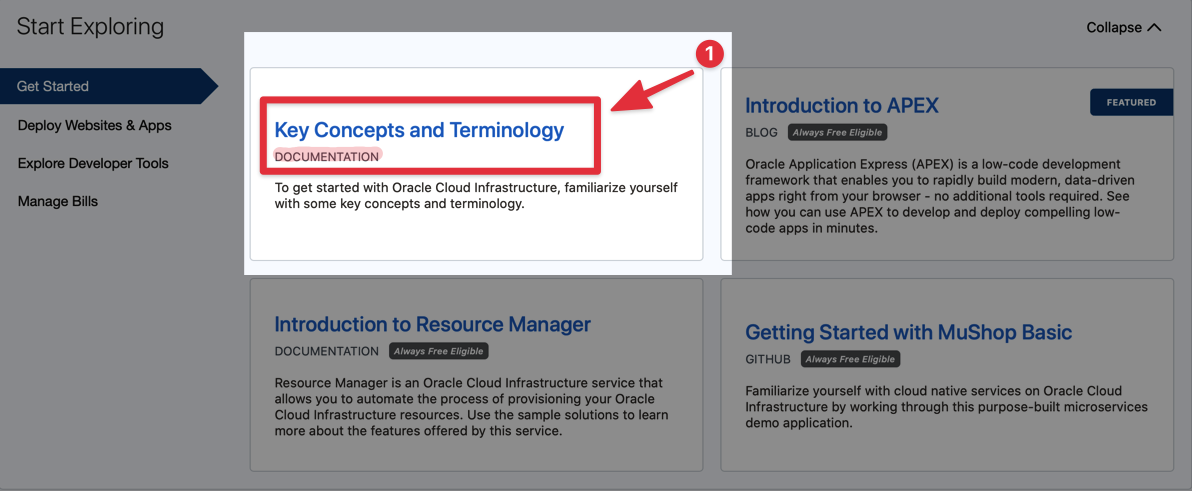 Start Exploring
Collapse
Get Started
Deploy Websites & Apps
Explore Developer Tools
Manage Bills
1
Key Concepts and Terminology
DOCUMENTATION
To get started with Oracle Cloud Infrastructure, familiarize yourself
with some key concepts and terminology.
Introduction to APEX
FEATURED
BLOG Always Free Eligible
Oracle Application Express (APEX) is a low-code development
framework that enables you to rapidly build modern, data-driven
apps right from your browser - no additional tools required. See
how you can use APEX to develop and deploy compelling low-
code apps in minutes.
Introduction to Resource Manager
DOCUMENTATION Always Free Eligible
Resource Manager is an Oracle Cloud Infrastructure service that
allows you to automate the process of provisioning your Oracle
Cloud Infrastructure resources. Use the sample solutions to learn
more about the features offered by this service.
Getting Started with MuShop Basic
GITHUB Always Free Eligible
Familiarize yourself with cloud native services on Oracle Cloud
Infrastructure by working through this purpose-built microservices
demo application.